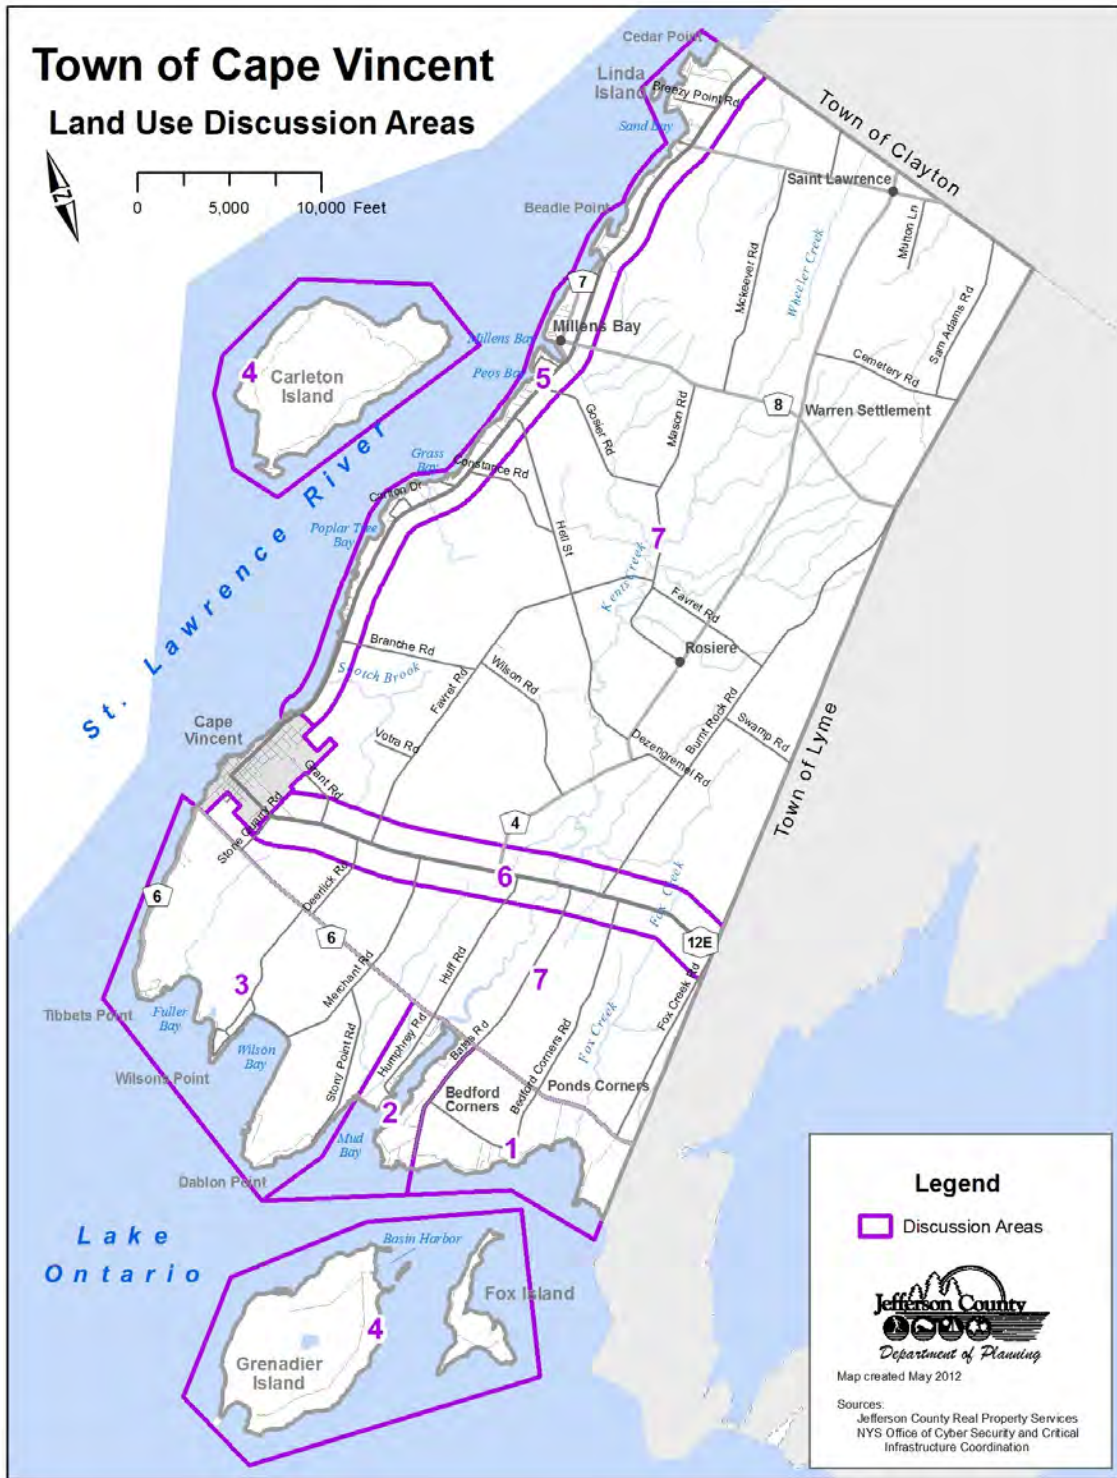 Town of Cape Vincent
Land Use Discussion Areas
N
0 5,000 10,000 Feet
Cedar Point
Linda
Island
Breezy Point Rd
Sand Bay
Town of Clayton
Saint Lawrence
Beadle Point
Mutton Ln
Mckeever Rd
Wheeler Creek
Sam Adams Rd
7
Millens Bay
Millens Bay
Peos Bay
5
4
Carleton
Island
Cemetery Rd
8
Warren Settlement
Gosier Rd
Mason Rd
Grass
Bay
Constance Rd
Carlton Dr
Poplar Tree
Bay
Hell St
7
Kents Creek
St. Lawrence River
Favret Rd
Rosiere
Branche Rd
Scotch Brook
Favret Rd
Wilson Rd
Burnt Rock Rd
Swamp Rd
Cape
Vincent
Votra Rd
Dezengremel Rd
Town of Lyme
Grant Rd
Stone Quarry Rd
4
6
Deerlick Rd
Fox Creek
6
6
12E
Huff Rd
3
Merchant Rd
7
Fox Creek Rd
Tibbets Point
Fuller
Bay
Wilson
Bay
Wilsons Point
Stony Point Rd
Humphrey Rd
Bates Rd
Bedford Corners Rd
Fox Creek
Bedford
Corners
Ponds Corners
2
1
Mud
Bay
Dablon Point
Lake
Ontario
Basin Harbor
Fox Island
4
Grenadier
Island
Legend
Discussion Areas
Jefferson County
Department of Planning
Map created May 2012
Sources:
Jefferson County Real Property Services
NYS Office of Cyber Security and Critical
Infrastructure Coordination